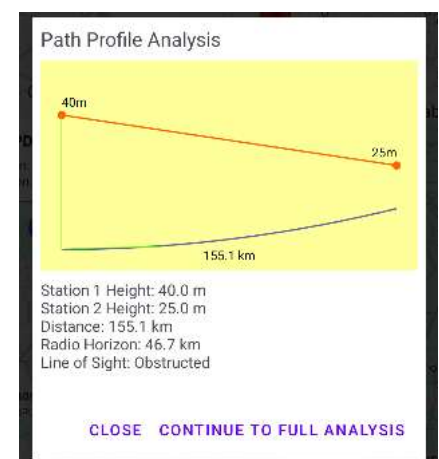 Path Profile Analysis
40m
25m
155.1 km
Station 1 Height: 40.0 m
Station 2 Height: 25.0 m
Distance: 155.1 km
Radio Horizon: 46.7 km
Line of Sight: Obstructed
CLOSE CONTINUE TO FULL ANALYSIS